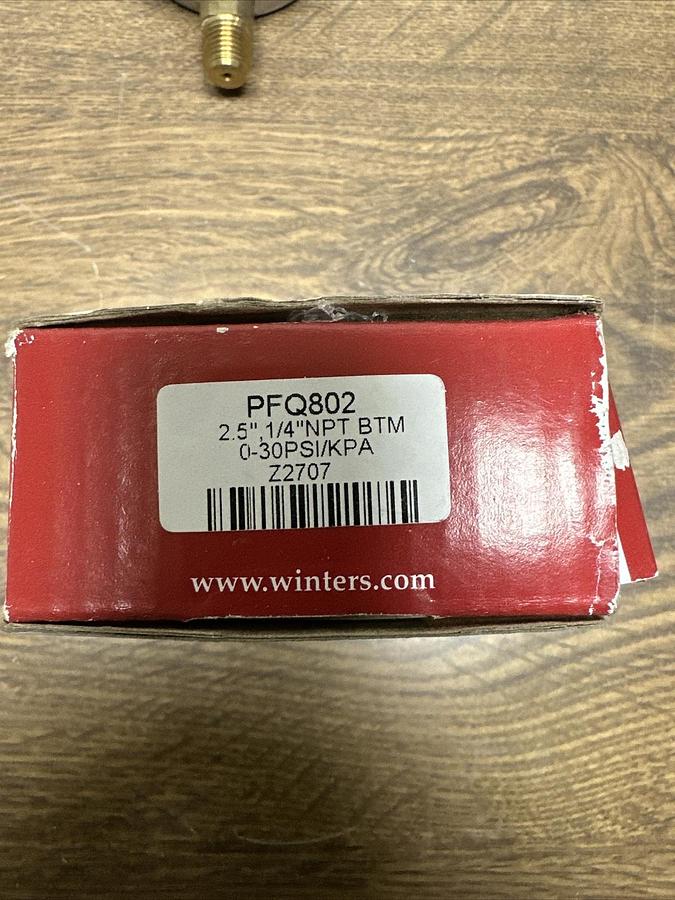 PFQ802
2.5",1/4"NPT BTM
0-30PSI/KPA
Z2707
www.winters.com